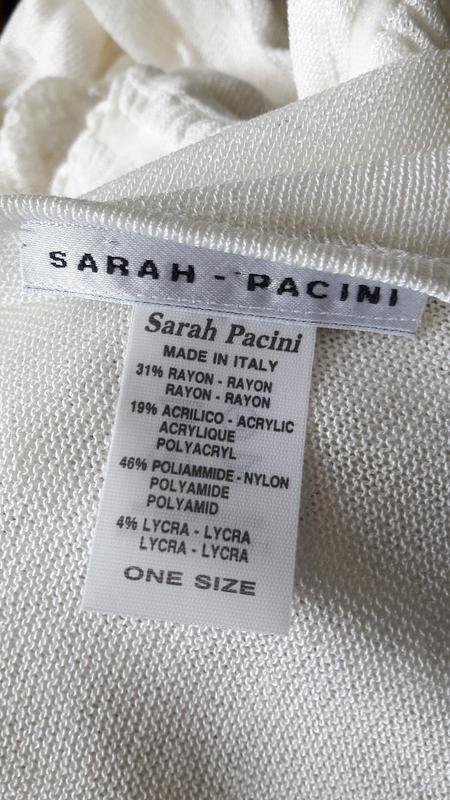 SARAH - PACINI
Sarah Pacini
MADE IN ITALY
31% RAYON - RAYON
RAYON - RAYON
19% ACRILICO - ACRYLIC
ACRYLIQUE
POLYACRYL
46% POLIAMMIDE - NYLON
POLYAMIDE
POLYAMID
4% LYCRA - LYCRA
LYCRA - LYCRA
ONE SIZE